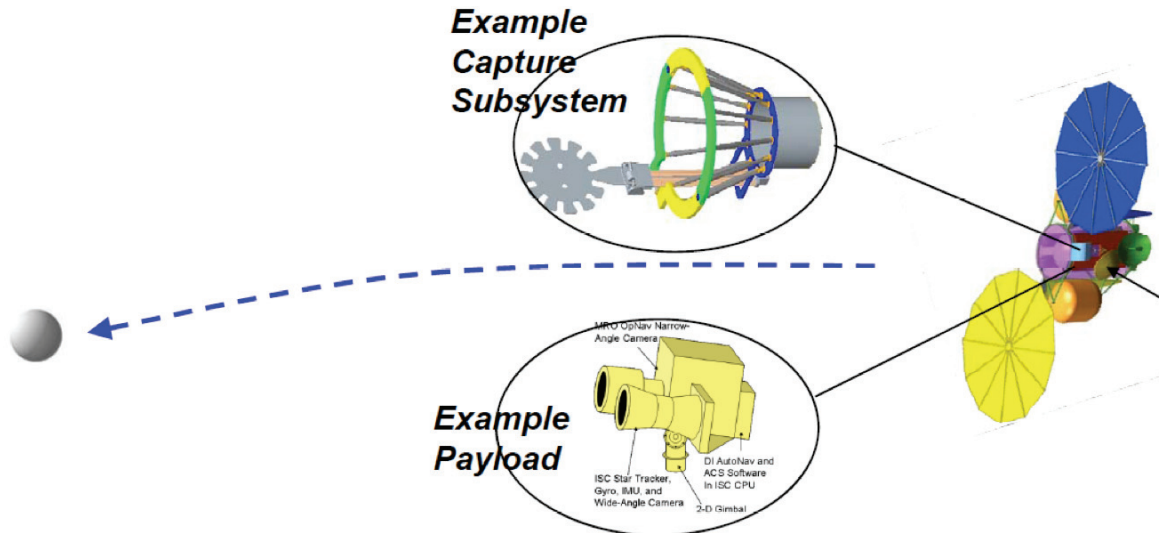 Example
Capture
Subsystem
MRO OpNav Narrow-
Angle Camera
Example
Payload
ISC Star Tracker,
Gyro, IMU, and
Wide-Angle Camera
DI AutoNav and
ACS Software
In ISC CPU
2-D Gimbal